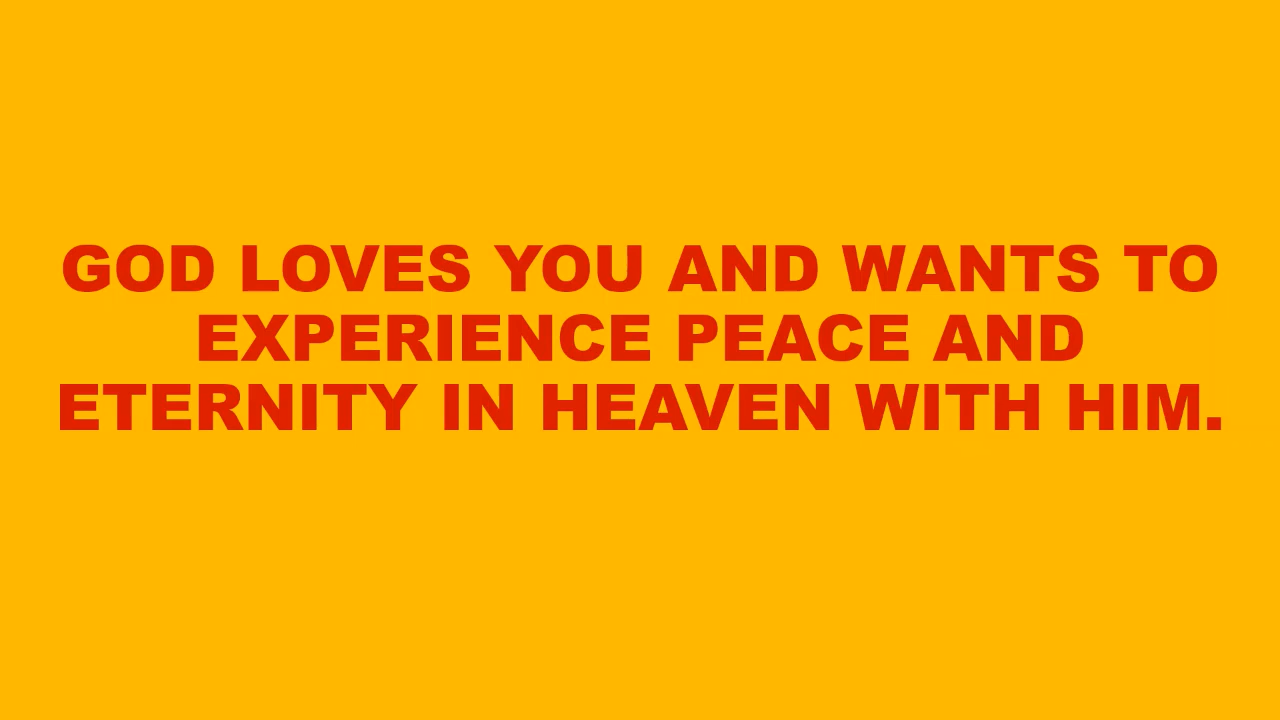 GOD LOVES YOU AND WANTS TO
EXPERIENCE PEACE AND
ETERNITY IN HEAVEN WITH HIM.